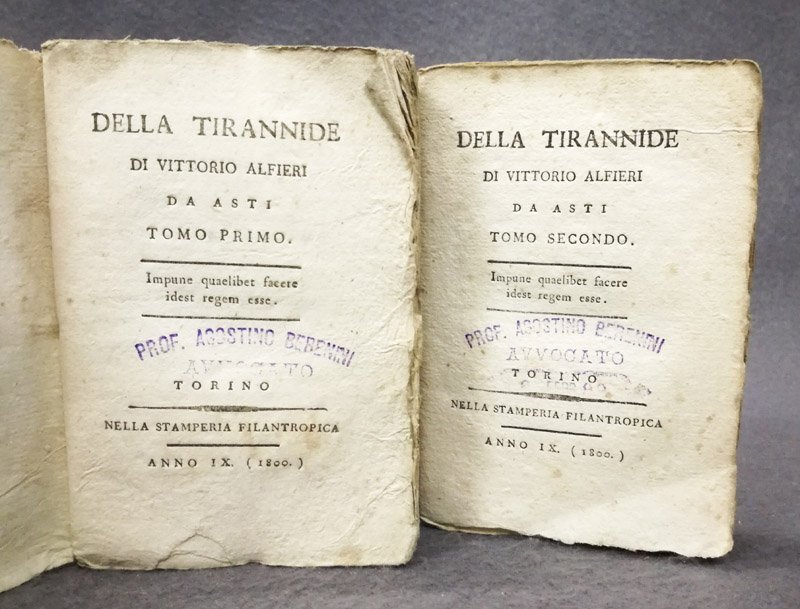 DELLA TIRANNIDE
DI VITTORIO ALFIERI
DA ASTI
TOMO PRIMO.
Impune quaelibet facere
idest regem esse.
PROF. AGOSTINO BERENINI
AVVOCATO
TORINO
NELLA STAMPERIA FILANTROPICA
ANNO IX. (1800.)
DELLA TIRANNIDE
DI VITTORIO ALFIERI
DA ASTI
TOMO SECONDO.
Impune quaelibet facere
idest regem esse.
PROF. AGOSTINO BERENINI
AVVOCATO
TORINO
NELLA STAMPERIA FILANTROPICA
ANNO IX. (1800.)